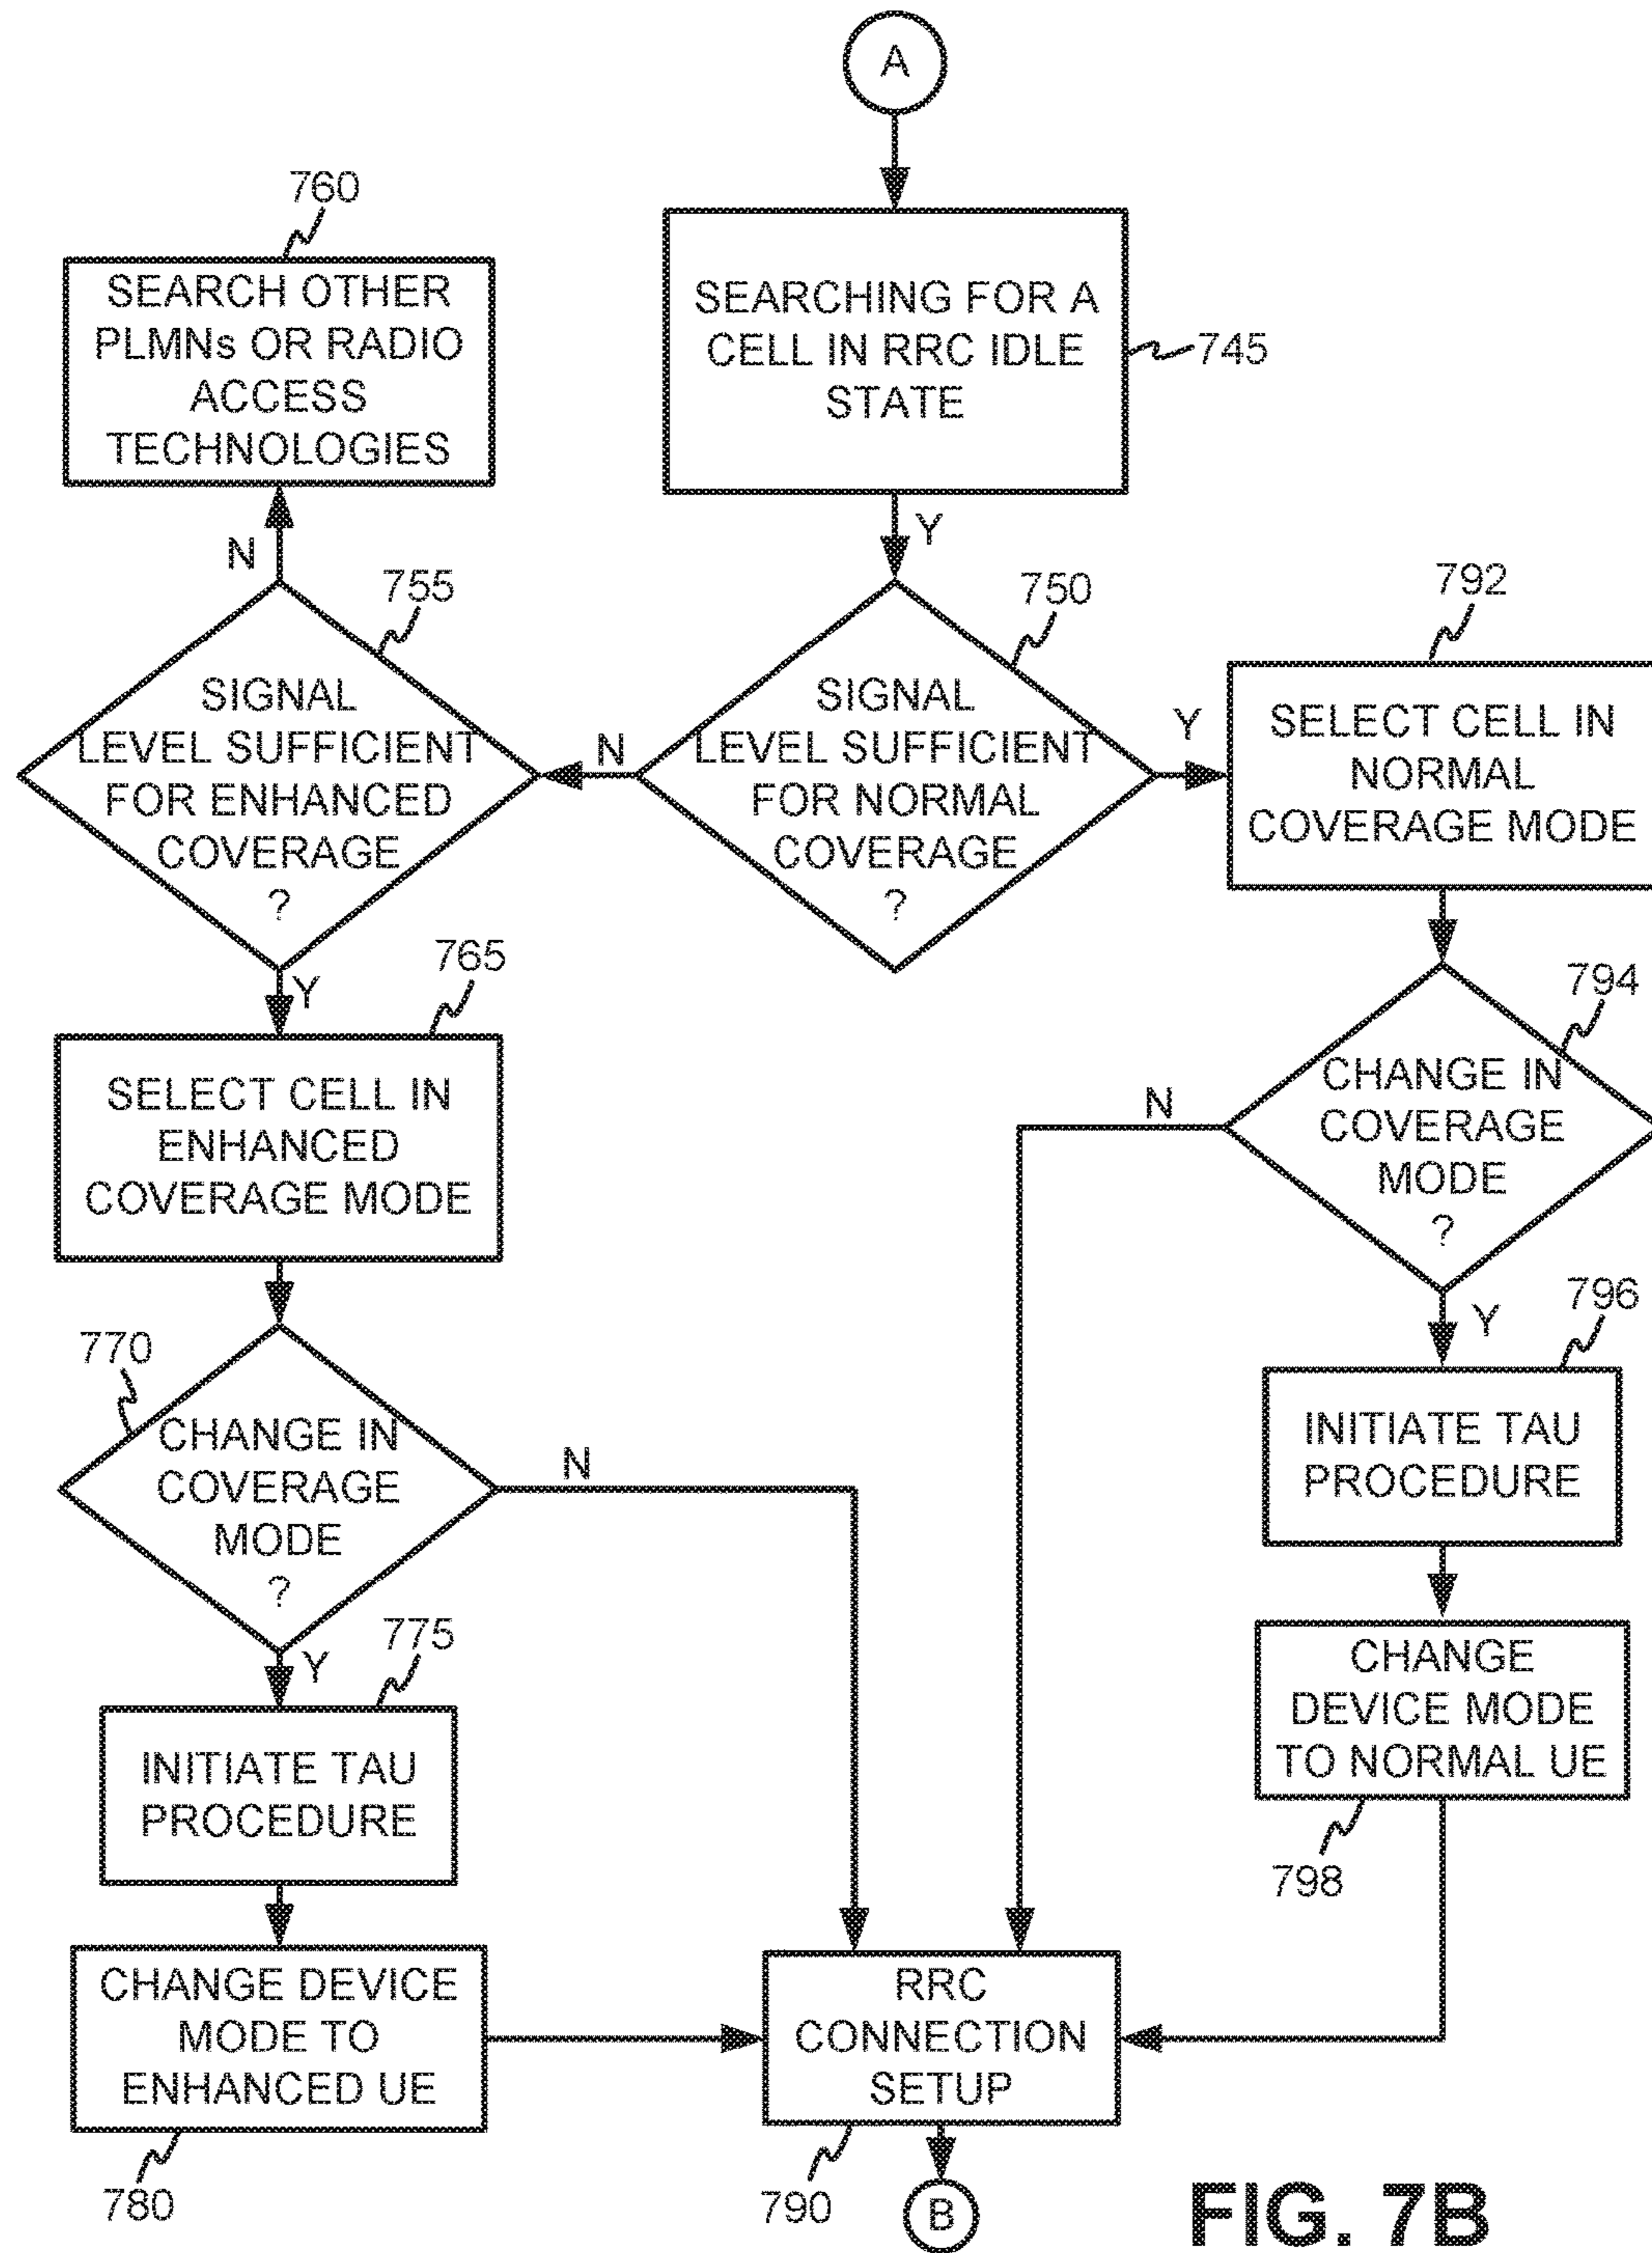 A
SEARCHING FOR A
CELL IN RRC IDLE
STATE
745
Y
760
SEARCH OTHER
PLMNs OR RADIO
ACCESS
TECHNOLOGIES
N
755
SIGNAL
LEVEL SUFFICIENT
FOR ENHANCED
COVERAGE
?
N
750
SIGNAL
LEVEL SUFFICIENT
FOR NORMAL
COVERAGE
?
Y
792
SELECT CELL IN
NORMAL
COVERAGE MODE
Y
765
SELECT CELL IN
ENHANCED
COVERAGE MODE
794
CHANGE IN
COVERAGE
MODE
?
N
Y
770
CHANGE IN
COVERAGE
MODE
?
N
Y
796
INITIATE TAU
PROCEDURE
775
INITIATE TAU
PROCEDURE
CHANGE
DEVICE MODE
TO NORMAL UE
798
CHANGE DEVICE
MODE TO
ENHANCED UE
780
RRC
CONNECTION
SETUP
790
B
FIG. 7B